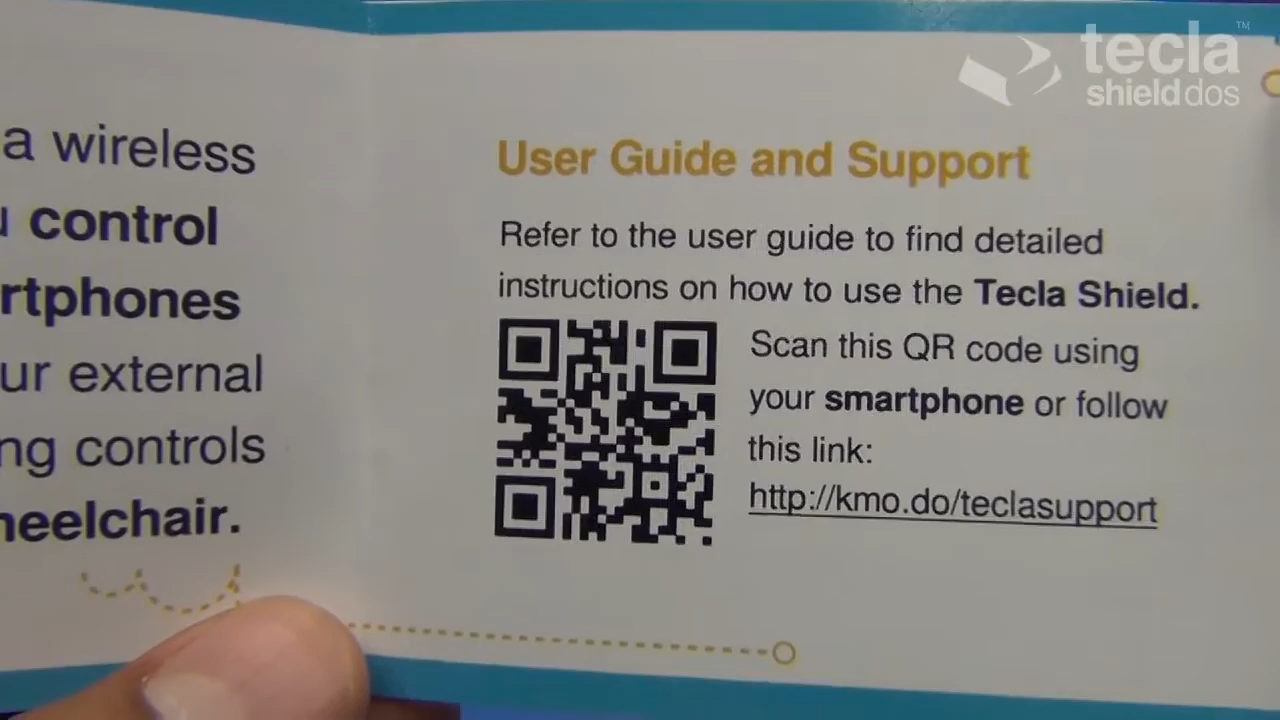 tecla™
shield dos
a wireless
control
rtphones
ur external
ng controls
heelchair.
User Guide and Support
Refer to the user guide to find detailed
instructions on how to use the Tecla Shield.
Scan this QR code using
your smartphone or follow
this link:
http://kmo.do/teclasupport